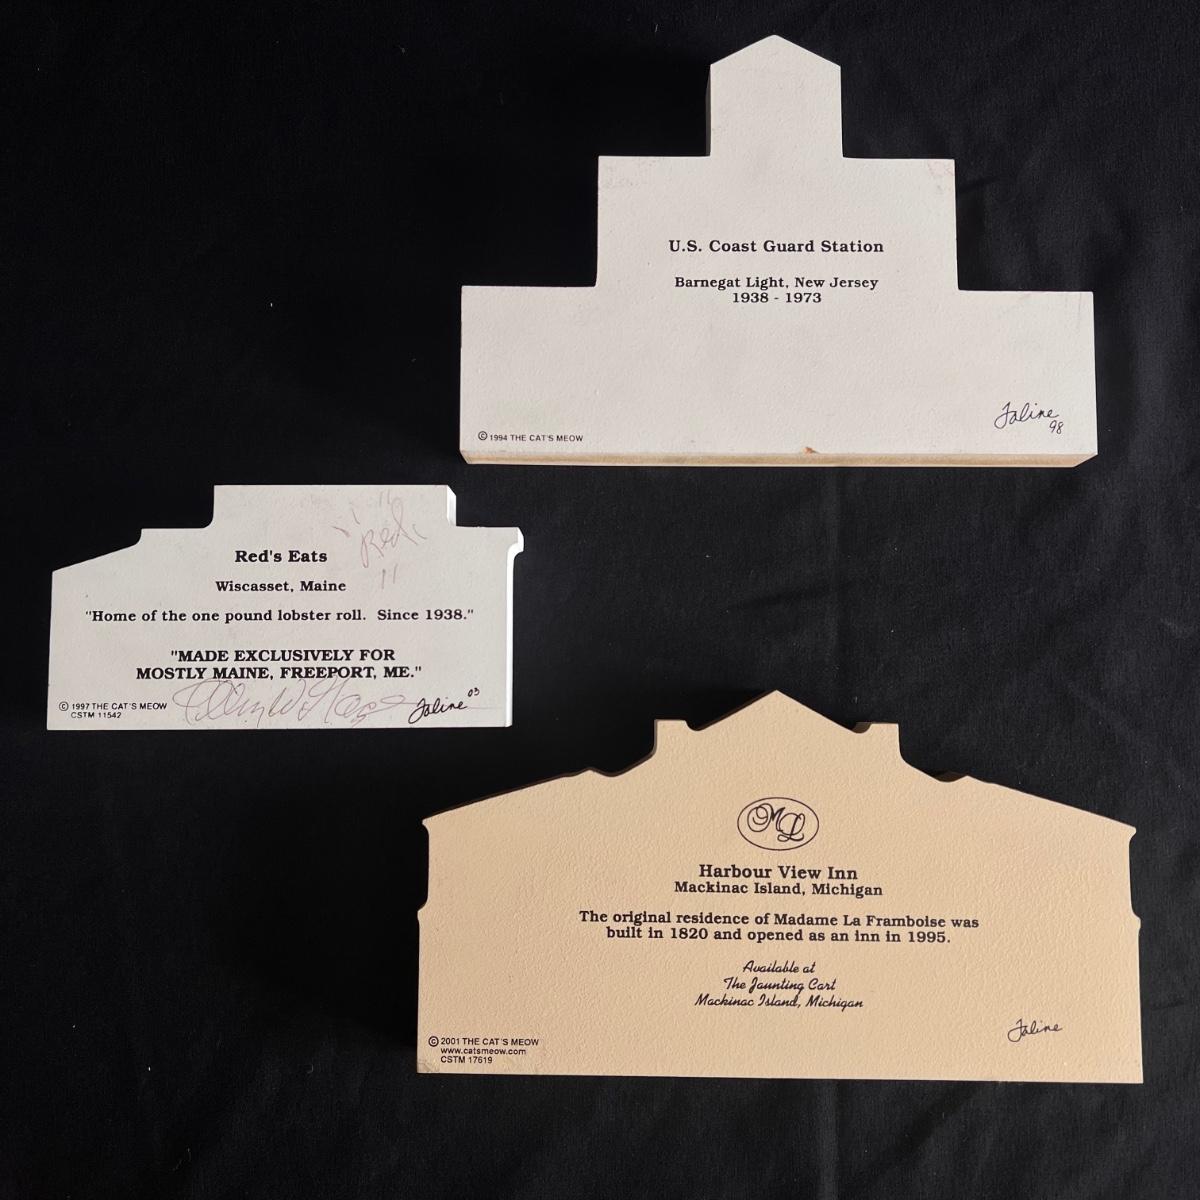 U.S. Coast Guard Station
Barnegat Light, New Jersey
1938 - 1973
© 1994 THE CAT'S MEOW
Faline
98
"Red"
Red's Eats
Wiscasset, Maine
"Home of the one pound lobster roll. Since 1938."
"MADE EXCLUSIVELY FOR
MOSTLY MAINE, FREEPORT, ME."
© 1997 THE CAT'S MEOW
CSTM 11542
Faline 03
ML
Harbour View Inn
Mackinac Island, Michigan
The original residence of Madame La Framboise was
built in 1820 and opened as an inn in 1995.
Available at
The Jaunting Cart
Mackinac Island, Michigan
Faline
© 2001 THE CAT'S MEOW
www.catsmeow.com
CSTM 17619